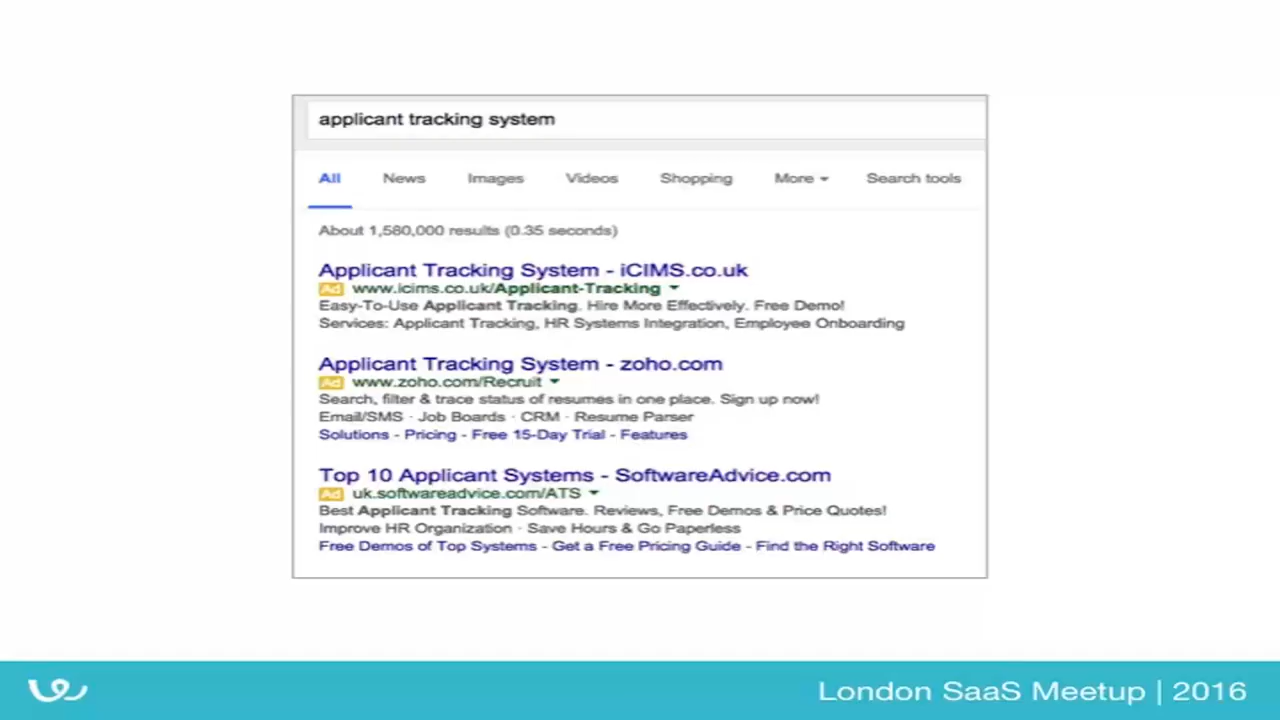 applicant tracking system
All News Images Videos Shopping More Search tools
About 1,580,000 results (0.35 seconds)
Applicant Tracking System - iCIMS.co.uk
Ad www.icims.co.uk/Applicant-Tracking
Easy-To-Use Applicant Tracking. Hire More Effectively. Free Demo!
Services: Applicant Tracking, HR Systems Integration, Employee Onboarding
Applicant Tracking System - zoho.com
Ad www.zoho.com/Recruit
Search, filter & trace status of resumes in one place. Sign up now!
Email/SMS · Job Boards · CRM · Resume Parser
Solutions - Pricing - Free 15-Day Trial - Features
Top 10 Applicant Systems - SoftwareAdvice.com
Ad uk.softwareadvice.com/ATS
Best Applicant Tracking Software. Reviews, Free Demos & Price Quotes!
Improve HR Organization · Save Hours & Go Paperless
Free Demos of Top Systems - Get a Free Pricing Guide - Find the Right Software
London SaaS Meetup | 2016